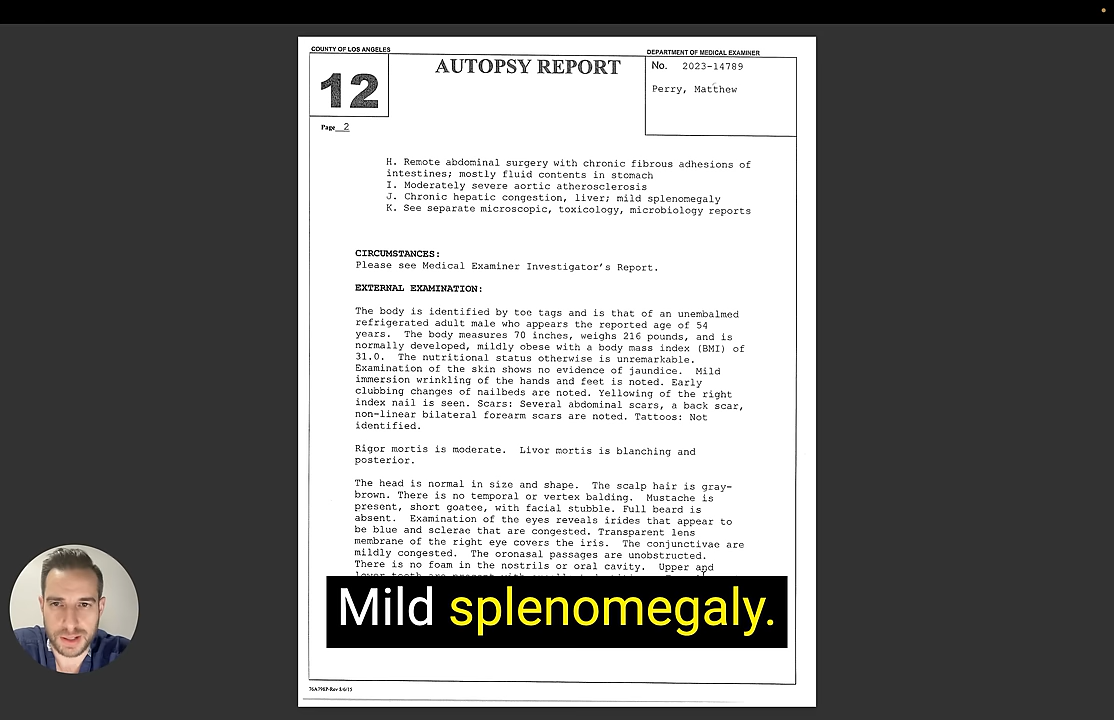 COUNTY OF LOS ANGELES
DEPARTMENT OF MEDICAL EXAMINER
12
AUTOPSY REPORT
No. 2023-14789
Perry, Matthew
Page 2
H. Remote abdominal surgery with chronic fibrous adhesions of
intestines; mostly fluid contents in stomach
I. Moderately severe aortic atherosclerosis
J. Chronic hepatic congestion, liver; mild splenomegaly
K. See separate microscopic, toxicology, microbiology reports
CIRCUMSTANCES:
Please see Medical Examiner Investigator's Report.
EXTERNAL EXAMINATION:
The body is identified by toe tags and is that of an unembalmed
refrigerated adult male who appears the reported age of 54
years. The body measures 70 inches, weighs 216 pounds, and is
normally developed, mildly obese with a body mass index (BMI) of
31.0. The nutritional status otherwise is unremarkable.
Examination of the skin shows no evidence of jaundice. Mild
immersion wrinkling of the hands and feet is noted. Early
clubbing changes of nailbeds are noted. Yellowing of the right
index nail is seen. Scars: Several abdominal scars, a back scar,
non-linear bilateral forearm scars are noted. Tattoos: Not
identified.
Rigor mortis is moderate. Livor mortis is blanching and
posterior.
The head is normal in size and shape. The scalp hair is gray-
brown. There is no temporal or vertex balding. Mustache is
present, short goatee, with facial stubble. Full beard is
absent. Examination of the eyes reveals irides that appear to
be blue and sclerae that are congested. Transparent lens
membrane of the right eye covers the iris. The conjunctivae are
mildly congested. The oronasal passages are unobstructed.
There is no foam in the nostrils or oral cavity. Upper and
Mild splenomegaly.
76A798P-Rev 8/6/15